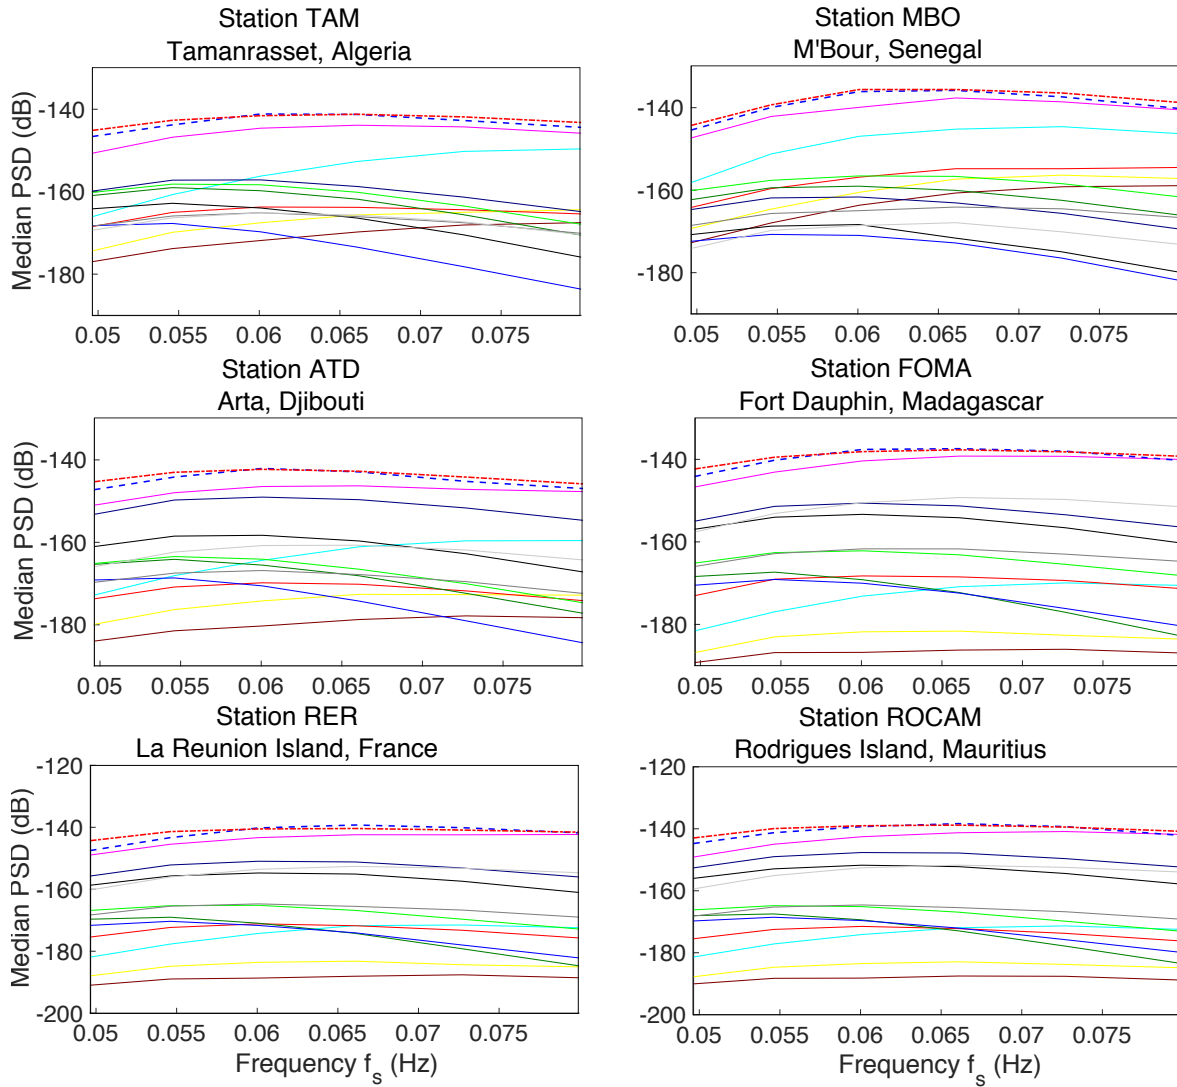 Station TAM
Tamanrasset, Algeria
Median PSD (dB)
-140
-160
-180
0.05 0.055 0.06 0.065 0.07 0.075
Station MBO
M'Bour, Senegal
-140
-160
-180
0.05 0.055 0.06 0.065 0.07 0.075
Station ATD
Arta, Djibouti
Median PSD (dB)
-140
-160
-180
0.05 0.055 0.06 0.065 0.07 0.075
Station FOMA
Fort Dauphin, Madagascar
-140
-160
-180
0.05 0.055 0.06 0.065 0.07 0.075
Station RER
La Reunion Island, France
Median PSD (dB)
-120
-140
-160
-180
-200
0.05 0.055 0.06 0.065 0.07 0.075
Frequency f_s (Hz)
Station ROCAM
Rodrigues Island, Mauritius
-120
-140
-160
-180
-200
0.05 0.055 0.06 0.065 0.07 0.075
Frequency f_s (Hz)